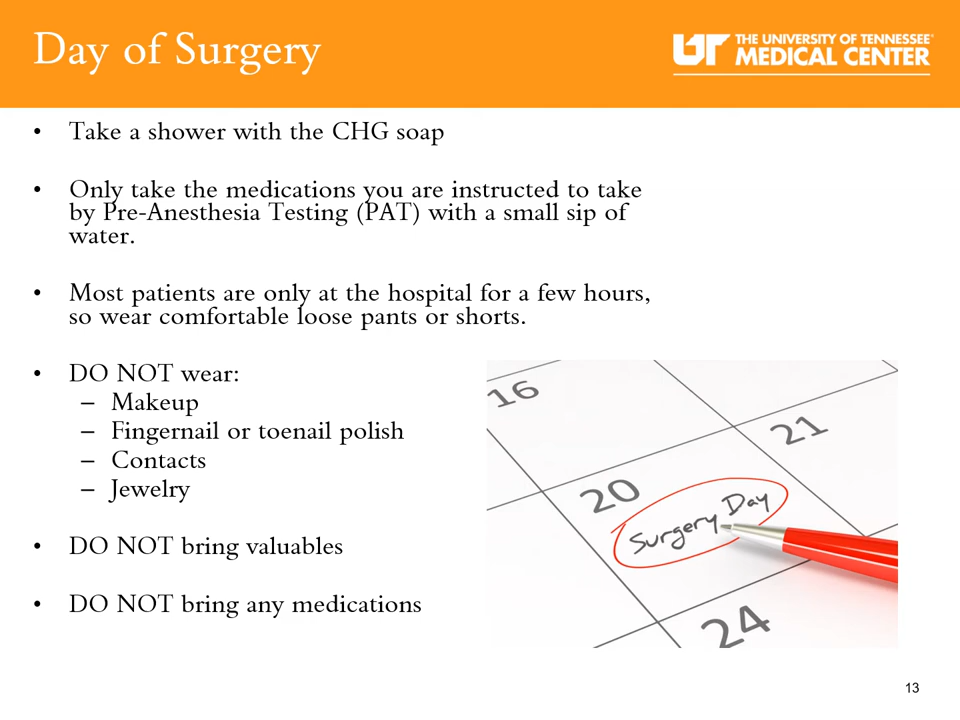 Day of Surgery
UT THE UNIVERSITY OF TENNESSEE
MEDICAL CENTER
• Take a shower with the CHG soap
• Only take the medications you are instructed to take
by Pre-Anesthesia Testing (PAT) with a small sip of
water.
• Most patients are only at the hospital for a few hours,
so wear comfortable loose pants or shorts.
• DO NOT wear:
– Makeup
– Fingernail or toenail polish
– Contacts
– Jewelry
• DO NOT bring valuables
• DO NOT bring any medications
16
21
20
Surgery Day
24
13